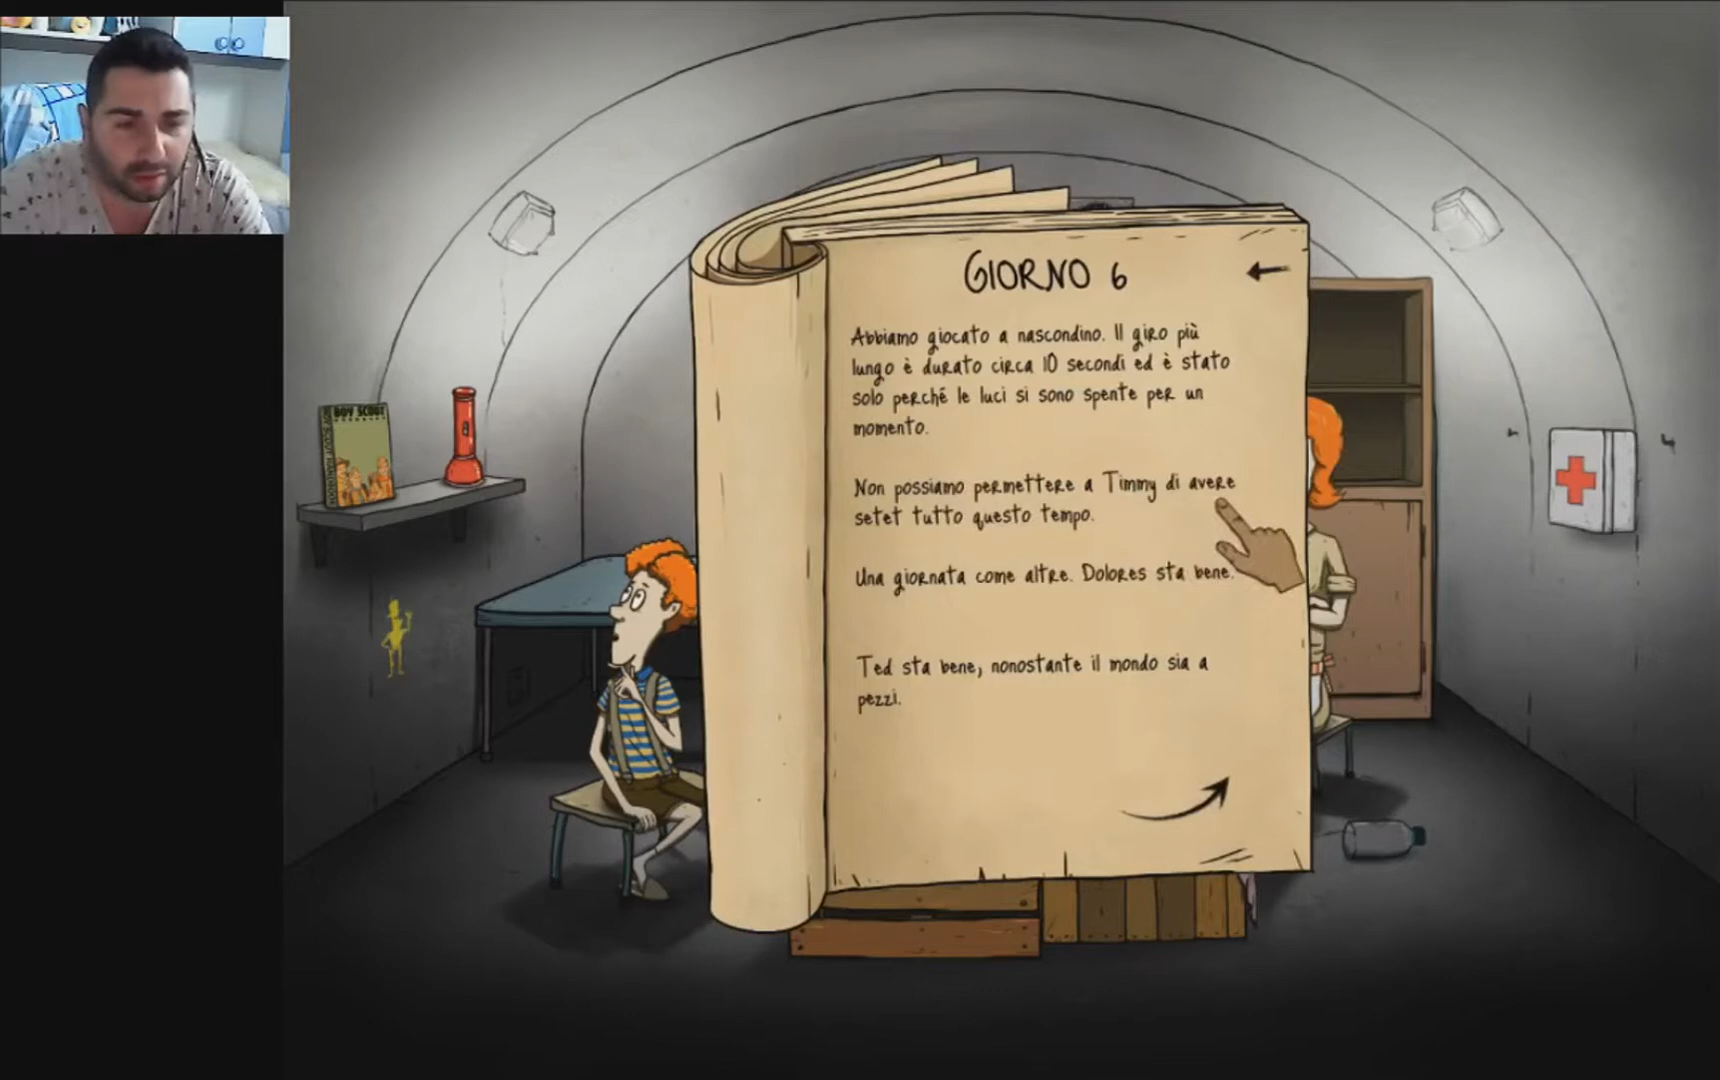 BOY SCOUT
GIORNO 6
Abbiamo giocato a nascondino. Il giro più
lungo è durato circa 10 secondi ed è stato
solo perché le luci si sono spente per un
momento.
Non possiamo permettere a Timmy di avere
setet tutto questo tempo.
Una giornata come altre. Dolores sta bene.
Ted sta bene, nonostante il mondo sia a
pezzi.